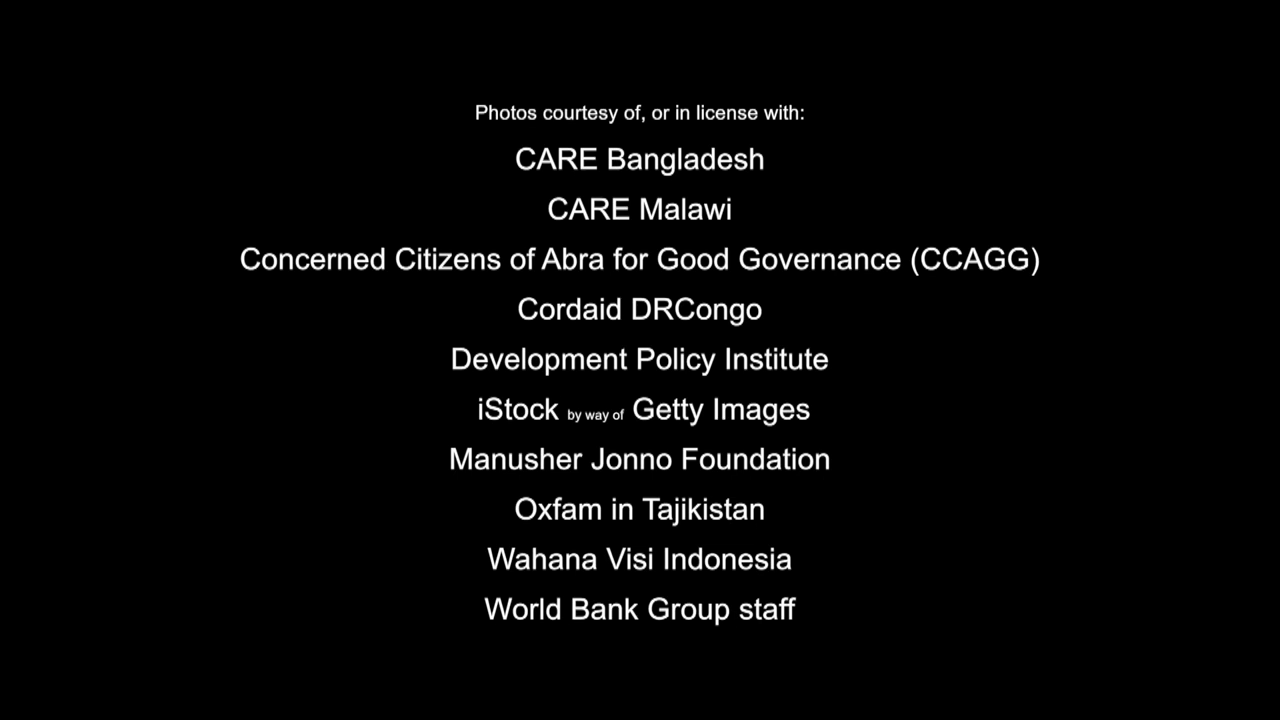 Photos courtesy of, or in license with:
CARE Bangladesh
CARE Malawi
Concerned Citizens of Abra for Good Governance (CCAGG)
Cordaid DRCongo
Development Policy Institute
iStock by way of Getty Images
Manusher Jonno Foundation
Oxfam in Tajikistan
Wahana Visi Indonesia
World Bank Group staff